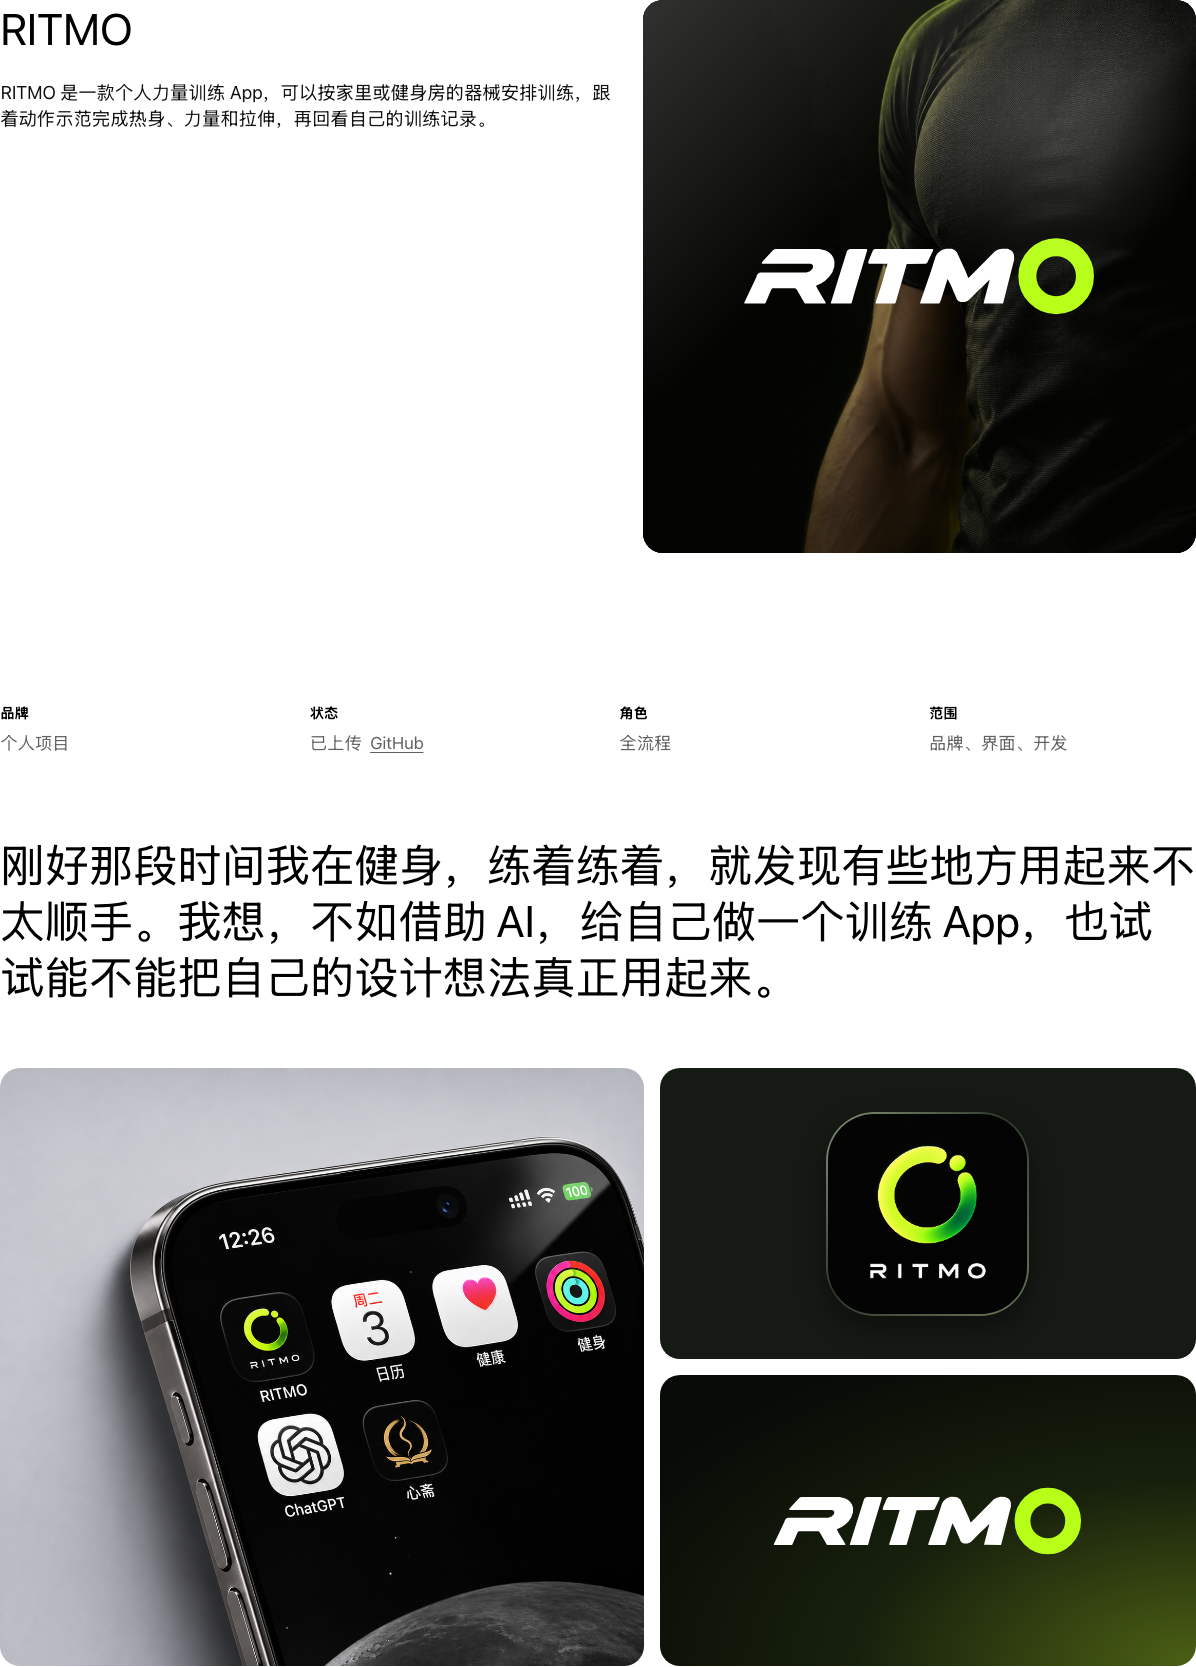 RITMO
RITMO 是一款个人力量训练 App，可以按家里或健身房的器械安排训练，跟
着动作示范完成热身、力量和拉伸，再回看自己的训练记录。
RITMO
品牌
个人项目
状态
已上传 GitHub
角色
全流程
范围
品牌、界面、开发
刚好那段时间我在健身，练着练着，就发现有些地方用起来不
太顺手。我想，不如借助 AI，给自己做一个训练 App，也试
试能不能把自己的设计想法真正用起来。
12:26
100
RITMO
RITMO
周二
3
日历
健康
健身
ChatGPT
心斋
RITMO
RITMO